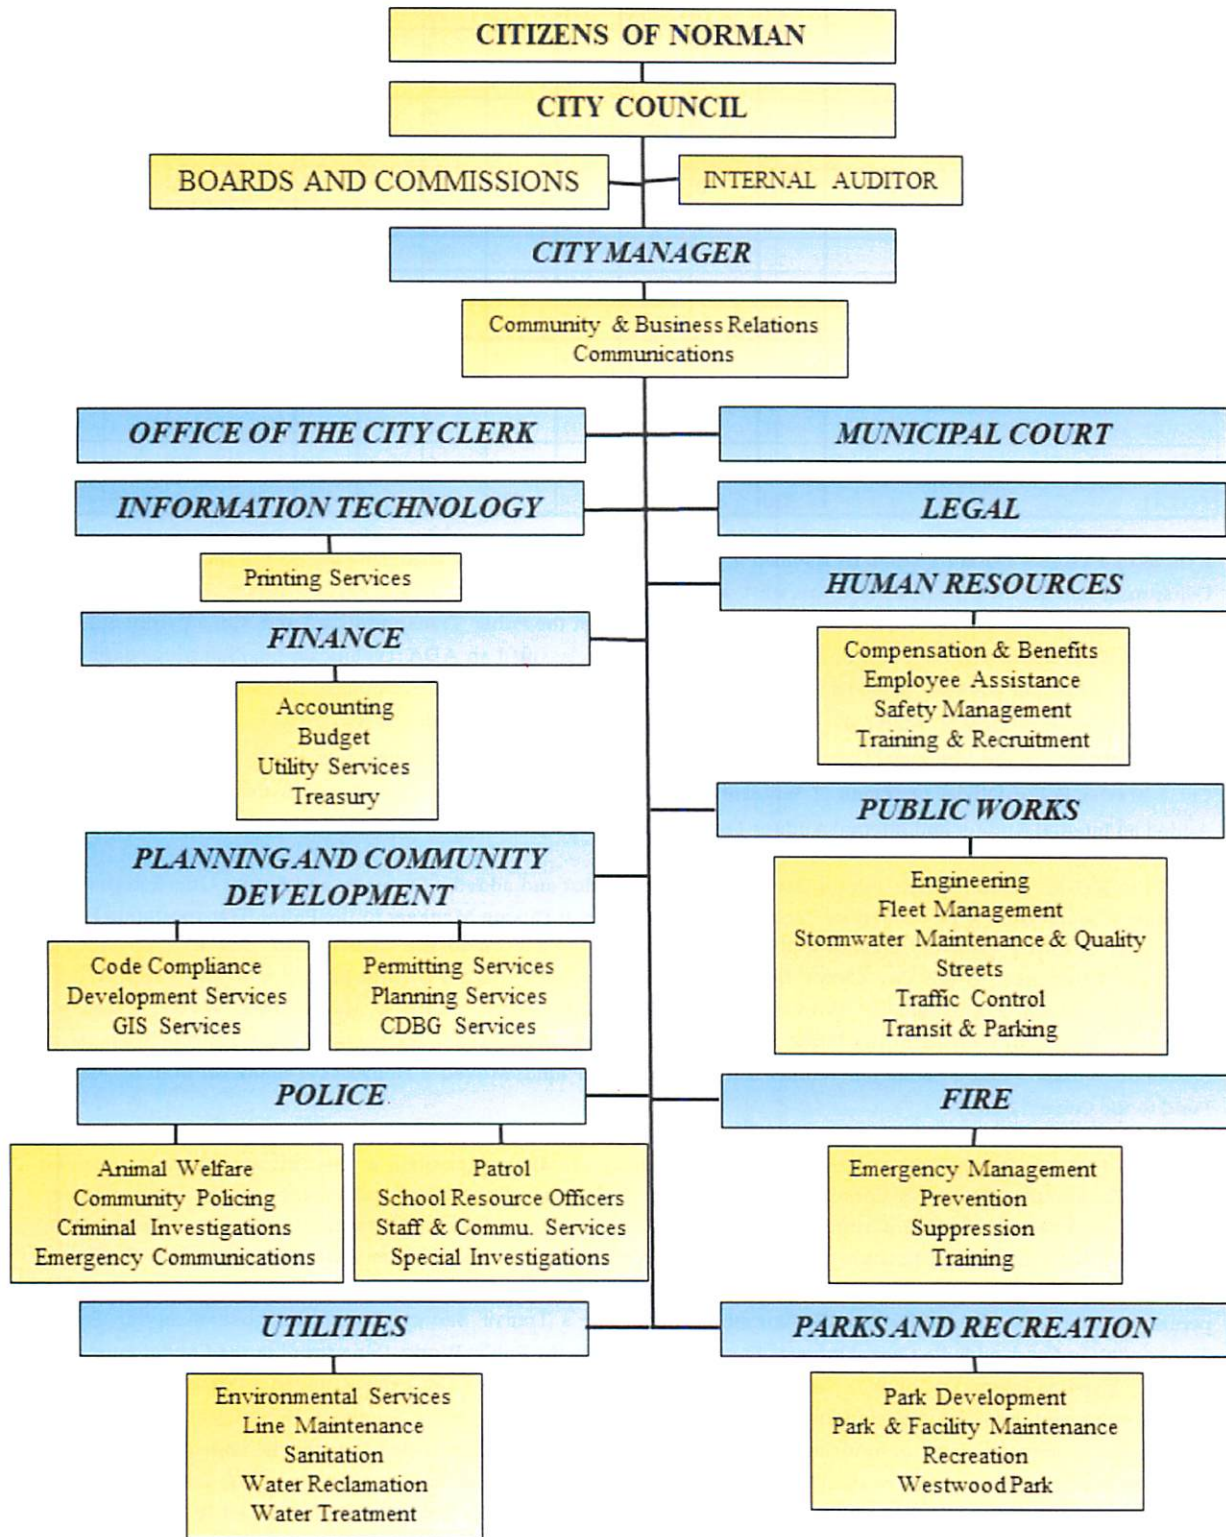 CITIZENS OF NORMAN
CITY COUNCIL
BOARDS AND COMMISSIONS
INTERNAL AUDITOR
CITY MANAGER
Community & Business Relations
Communications
OFFICE OF THE CITY CLERK
MUNICIPAL COURT
INFORMATION TECHNOLOGY
LEGAL
Printing Services
HUMAN RESOURCES
Compensation & Benefits
Employee Assistance
Safety Management
Training & Recruitment
FINANCE
Accounting
Budget
Utility Services
Treasury
PUBLIC WORKS
Engineering
Fleet Management
Stormwater Maintenance & Quality
Streets
Traffic Control
Transit & Parking
PLANNING AND COMMUNITY
DEVELOPMENT
Code Compliance
Development Services
GIS Services
Permitting Services
Planning Services
CDBG Services
POLICE
Animal Welfare
Community Policing
Criminal Investigations
Emergency Communications
Patrol
School Resource Officers
Staff & Commu. Services
Special Investigations
FIRE
Emergency Management
Prevention
Suppression
Training
UTILITIES
Environmental Services
Line Maintenance
Sanitation
Water Reclamation
Water Treatment
PARKS AND RECREATION
Park Development
Park & Facility Maintenance
Recreation
Westwood Park